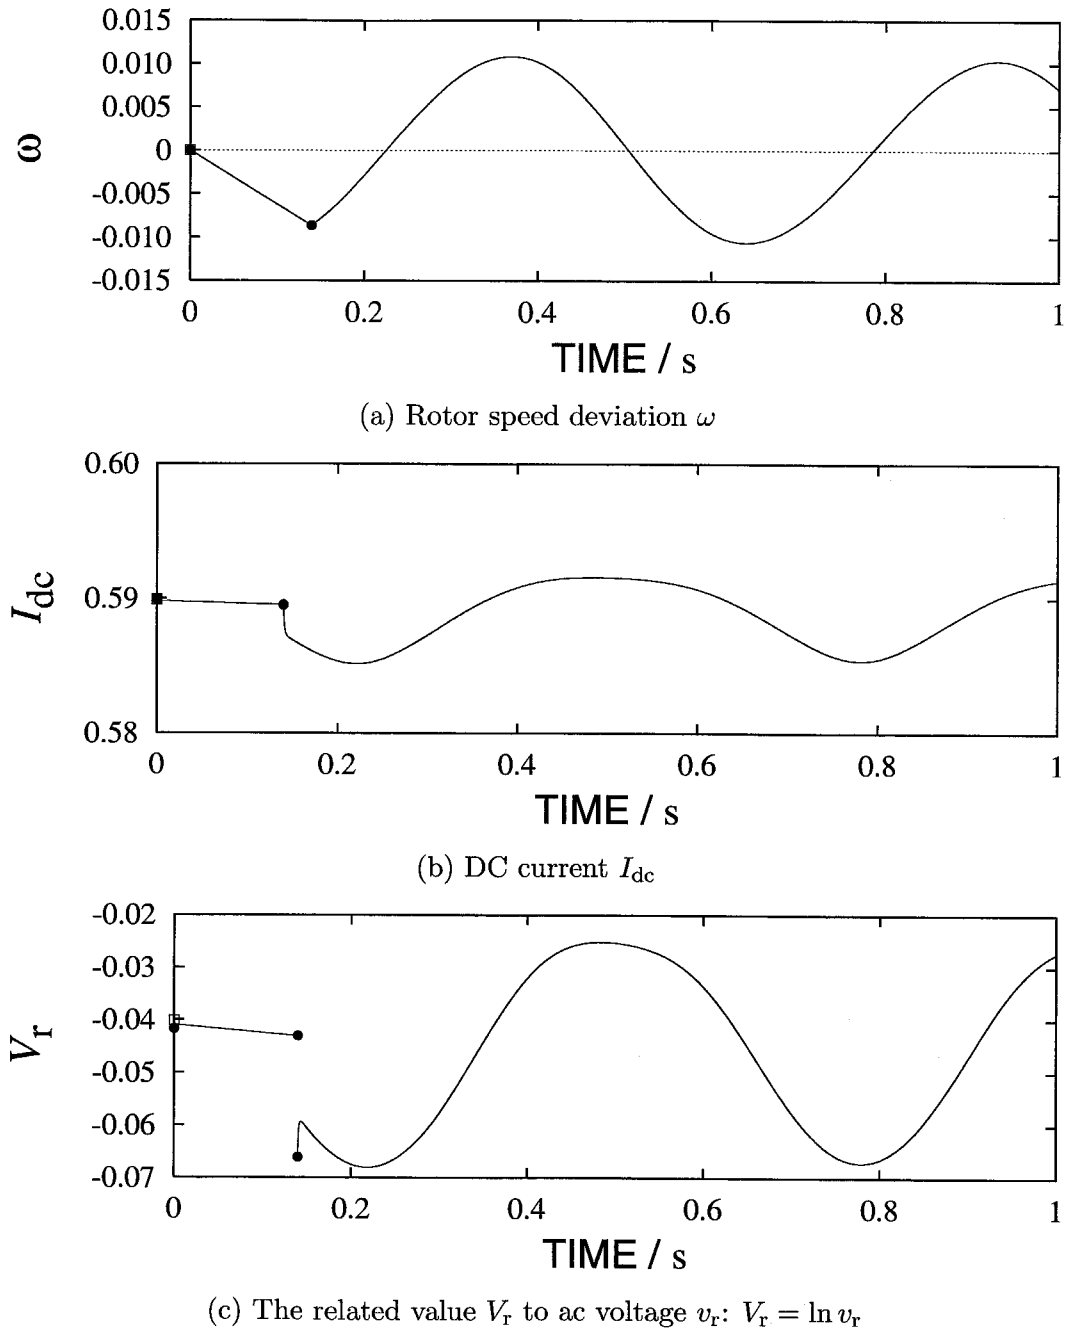 0.015
0.010
0.005
0
-0.005
-0.010
-0.015
ω
0 0.2 0.4 0.6 0.8 1
TIME / s
(a) Rotor speed deviation ω
0.60
0.59
0.58
I_dc
0 0.2 0.4 0.6 0.8 1
TIME / s
(b) DC current I_dc
-0.02
-0.03
-0.04
-0.05
-0.06
-0.07
V_r
0 0.2 0.4 0.6 0.8 1
TIME / s
(c) The related value V_r to ac voltage v_r: V_r = ln v_r